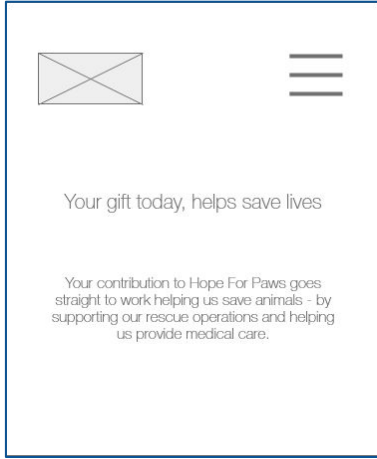 Your gift today, helps save lives
Your contribution to Hope For Paws goes
straight to work helping us save animals - by
supporting our rescue operations and helping
us provide medical care.